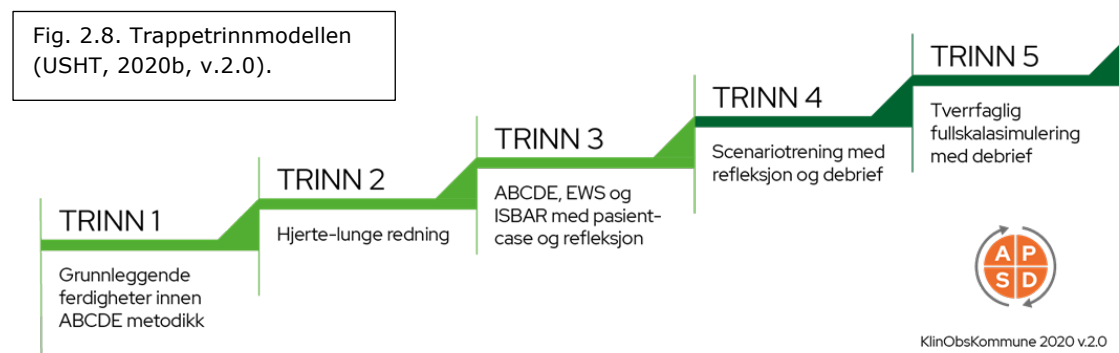 Fig. 2.8. Trappetrinnmodellen
(USHT, 2020b, v.2.0).
TRINN 1
Grunnleggende
ferdigheter innen
ABCDE metodikk
TRINN 2
Hjerte-lunge redning
TRINN 3
ABCDE, EWS og
ISBAR med pasient-
case og refleksjon
TRINN 4
Scenariotrening med
refleksjon og debrief
TRINN 5
Tverrfaglig
fullskalasimulering
med debrief
A P
S D
KlinObsKommune 2020 v.2.0